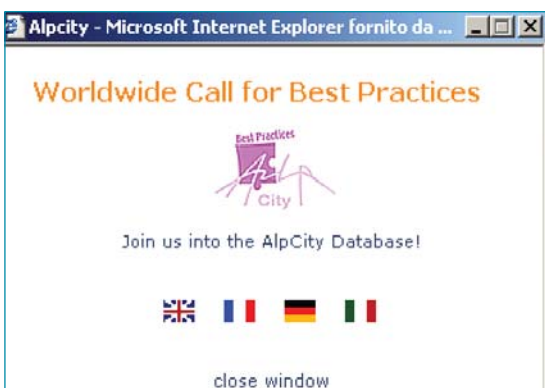 Alpcity - Microsoft Internet Explorer fornito da ...
Worldwide Call for Best Practices
Best Practices
Alp
City
Join us into the AlpCity Database!
close window